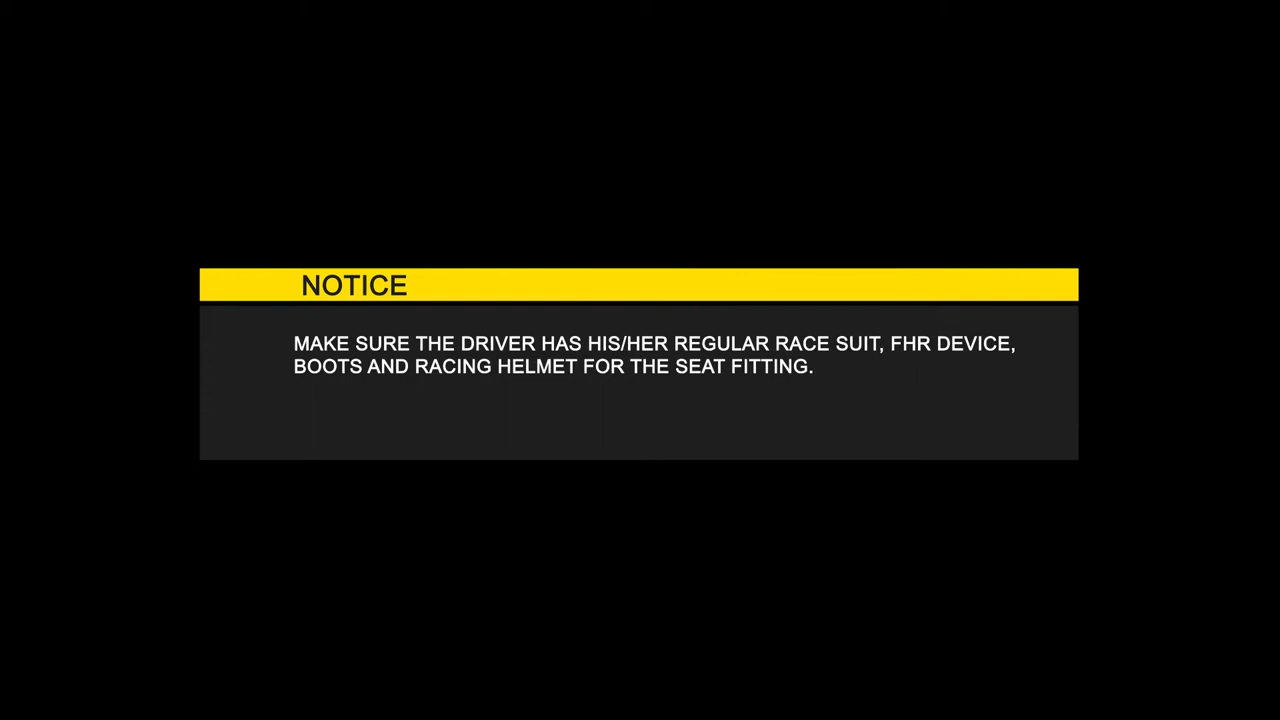 NOTICE
MAKE SURE THE DRIVER HAS HIS/HER REGULAR RACE SUIT, FHR DEVICE,
BOOTS AND RACING HELMET FOR THE SEAT FITTING.